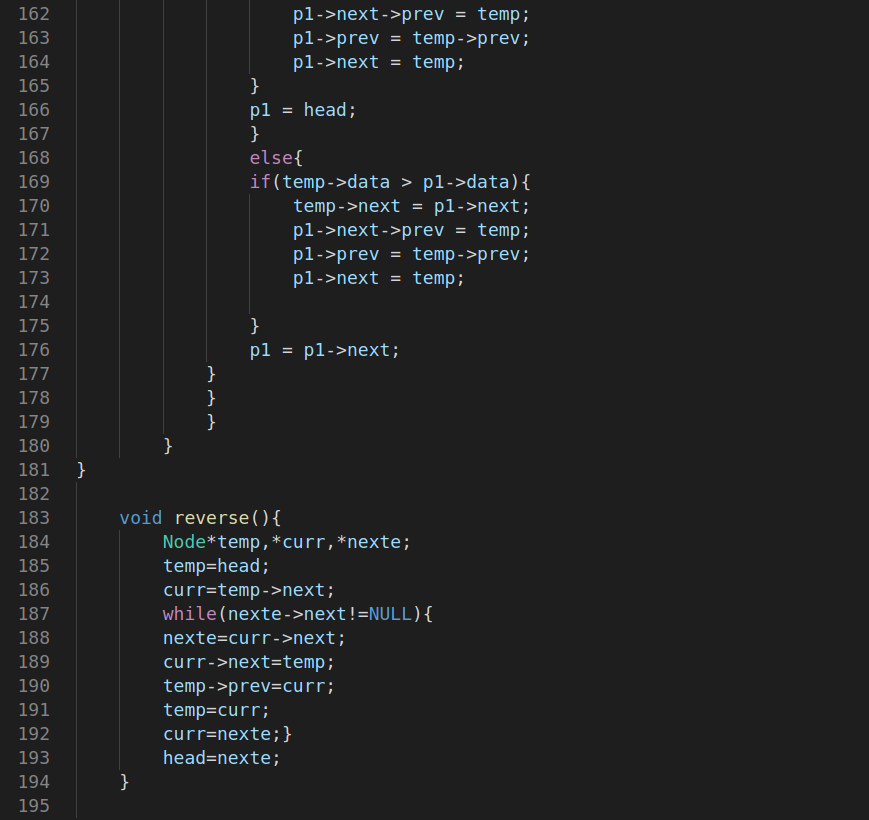 162                     p1->next->prev = temp;
163                     p1->prev = temp->prev;
164                     p1->next = temp;
165                 }
166                 p1 = head;
167                 }
168                 else{
169                 if(temp->data > p1->data){
170                     temp->next = p1->next;
171                     p1->next->prev = temp;
172                     p1->prev = temp->prev;
173                     p1->next = temp;
174
175                 }
176                 p1 = p1->next;
177             }
178             }
179             }
180         }
181 }
182
183     void reverse(){
184         Node*temp,*curr,*nexte;
185         temp=head;
186         curr=temp->next;
187         while(nexte->next!=NULL){
188         nexte=curr->next;
189         curr->next=temp;
190         temp->prev=curr;
191         temp=curr;
192         curr=nexte;}
193         head=nexte;
194     }
195